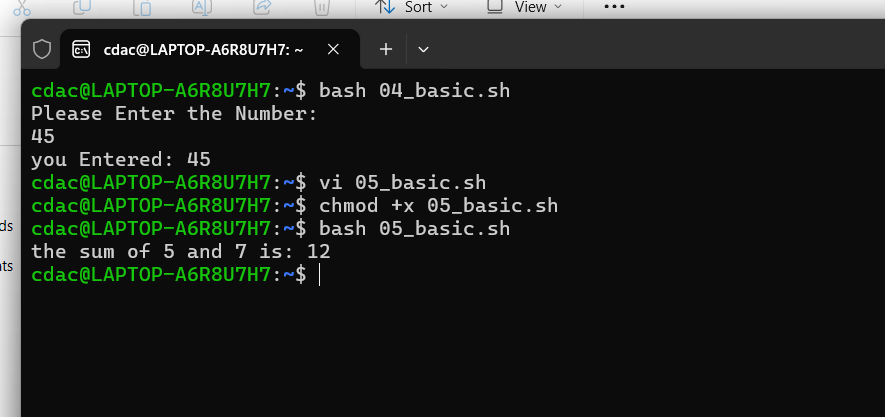 Sort
View
cdac@LAPTOP-A6R8U7H7: ~
cdac@LAPTOP-A6R8U7H7:~$ bash 04_basic.sh
Please Enter the Number:
45
you Entered: 45
cdac@LAPTOP-A6R8U7H7:~$ vi 05_basic.sh
cdac@LAPTOP-A6R8U7H7:~$ chmod +x 05_basic.sh
cdac@LAPTOP-A6R8U7H7:~$ bash 05_basic.sh
the sum of 5 and 7 is: 12
cdac@LAPTOP-A6R8U7H7:~$